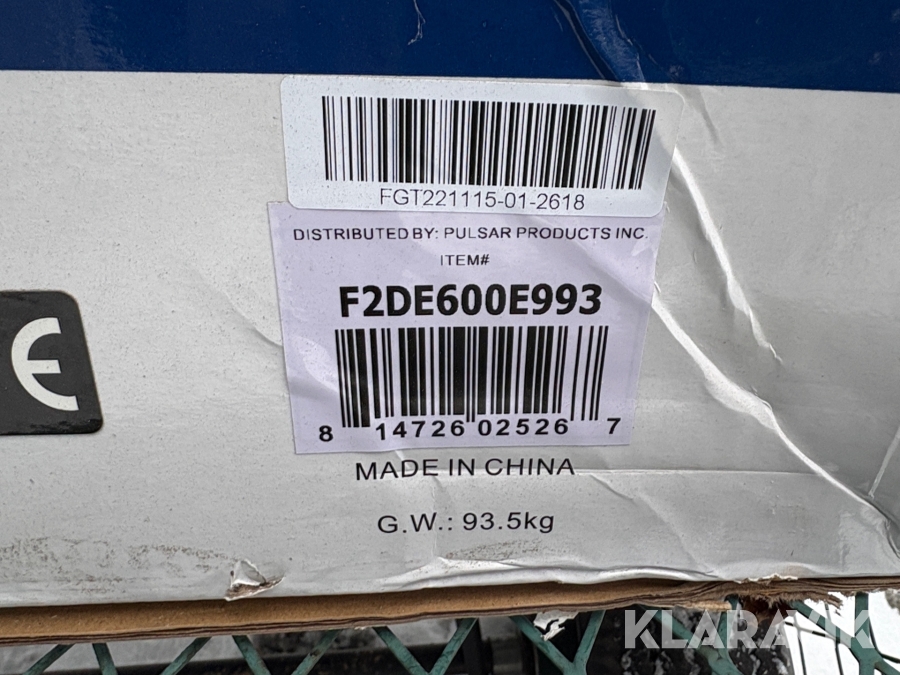 FGT221115-01-2618
DISTRIBUTED BY: PULSAR PRODUCTS INC.
ITEM#
F2DE600E993
8 14726 02526 7
CE
MADE IN CHINA
G.W.: 93.5kg
KLARAVIK